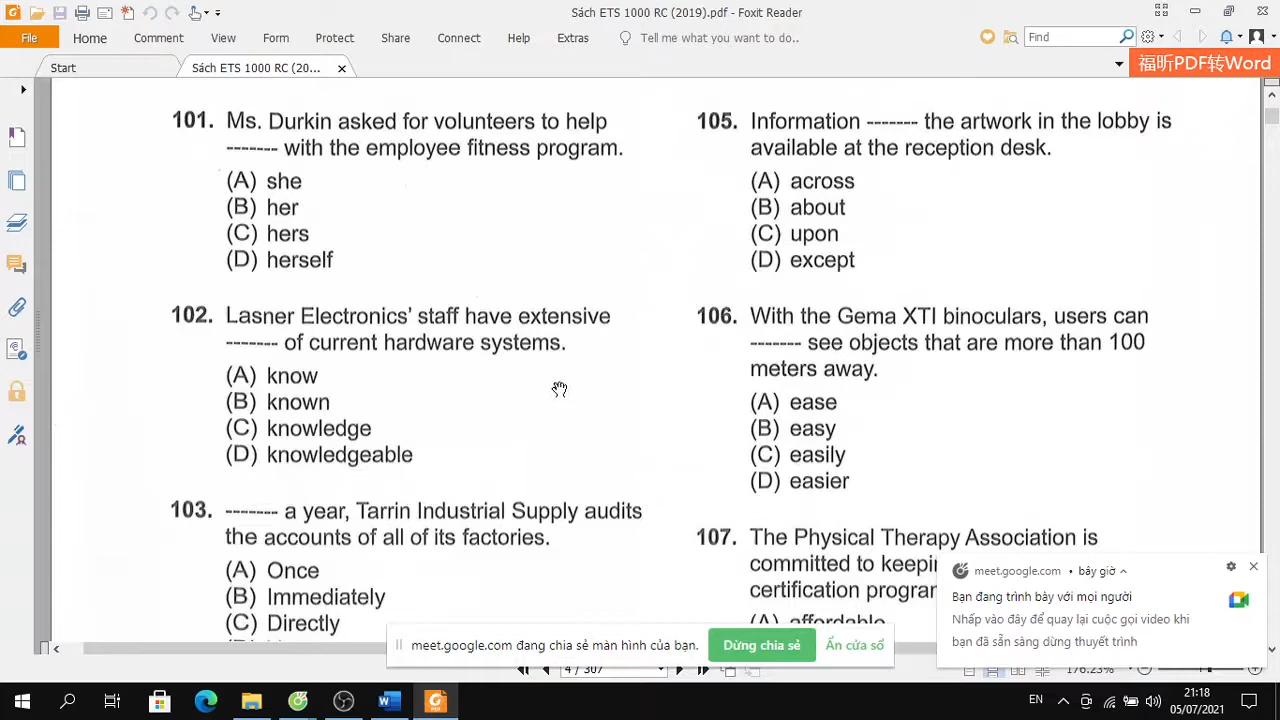 Sách ETS 1000 RC (2019).pdf - Foxit Reader
File Home Comment View Form Protect Share Connect Help Extras Tell me what you want to do.. Find
Start Sách ETS 1000 RC (20... 福昕PDF转Word
101. Ms. Durkin asked for volunteers to help
------- with the employee fitness program.
(A) she
(B) her
(C) hers
(D) herself
102. Lasner Electronics' staff have extensive
------- of current hardware systems.
(A) know
(B) known
(C) knowledge
(D) knowledgeable
103. ------- a year, Tarrin Industrial Supply audits
the accounts of all of its factories.
(A) Once
(B) Immediately
(C) Directly
105. Information ------- the artwork in the lobby is
available at the reception desk.
(A) across
(B) about
(C) upon
(D) except
106. With the Gema XTI binoculars, users can
------- see objects that are more than 100
meters away.
(A) ease
(B) easy
(C) easily
(D) easier
107. The Physical Therapy Association is
committed to keepi
certification progra
(A) affordable
meet.google.com • bây giờ
Bạn đang trình bày với mọi người
Nhấp vào đây để quay lại cuộc gọi video khi
bạn đã sẵn sàng dừng thuyết trình
meet.google.com đang chia sẻ màn hình của bạn. Dừng chia sẻ Ẩn cửa sổ
4 / 307 176.23%
EN 21:18
05/07/2021